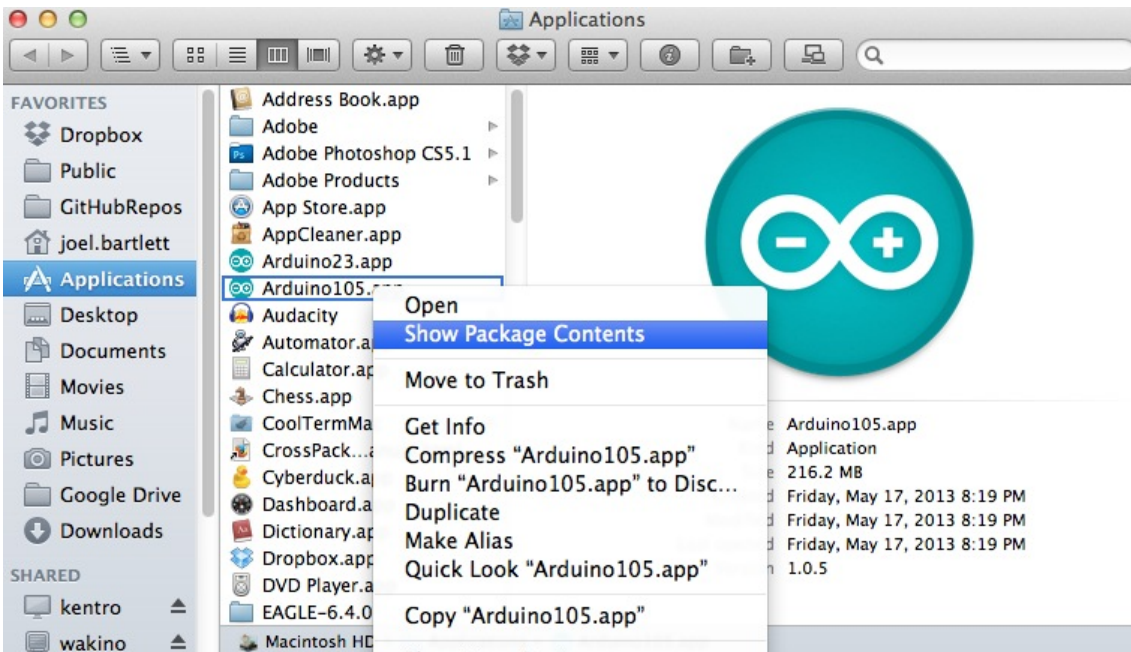 Applications
FAVORITES
Dropbox
Public
GitHubRepos
joel.bartlett
Applications
Desktop
Documents
Movies
Music
Pictures
Google Drive
Downloads
SHARED
kentro
wakino
Address Book.app
Adobe
Ps
Adobe Photoshop CS5.1
Adobe Products
App Store.app
AppCleaner.app
Arduino23.app
Arduino105.
Audacity
Automator.a
Calculator.ap
Chess.app
CoolTermMa
CrossPack...
Cyberduck.a
Dashboard.a
Dictionary.ap
Dropbox.app
DVD Player.a
EAGLE-6.4.0
Macintosh HD
Open
Show Package Contents
Move to Trash
Get Info
Compress “Arduino105.app”
Burn “Arduino105.app” to Disc...
Duplicate
Make Alias
Quick Look “Arduino105.app”
Copy “Arduino105.app”
Arduino105.app
Application
216.2 MB
Friday, May 17, 2013 8:19 PM
Friday, May 17, 2013 8:19 PM
Friday, May 17, 2013 8:19 PM
1.0.5